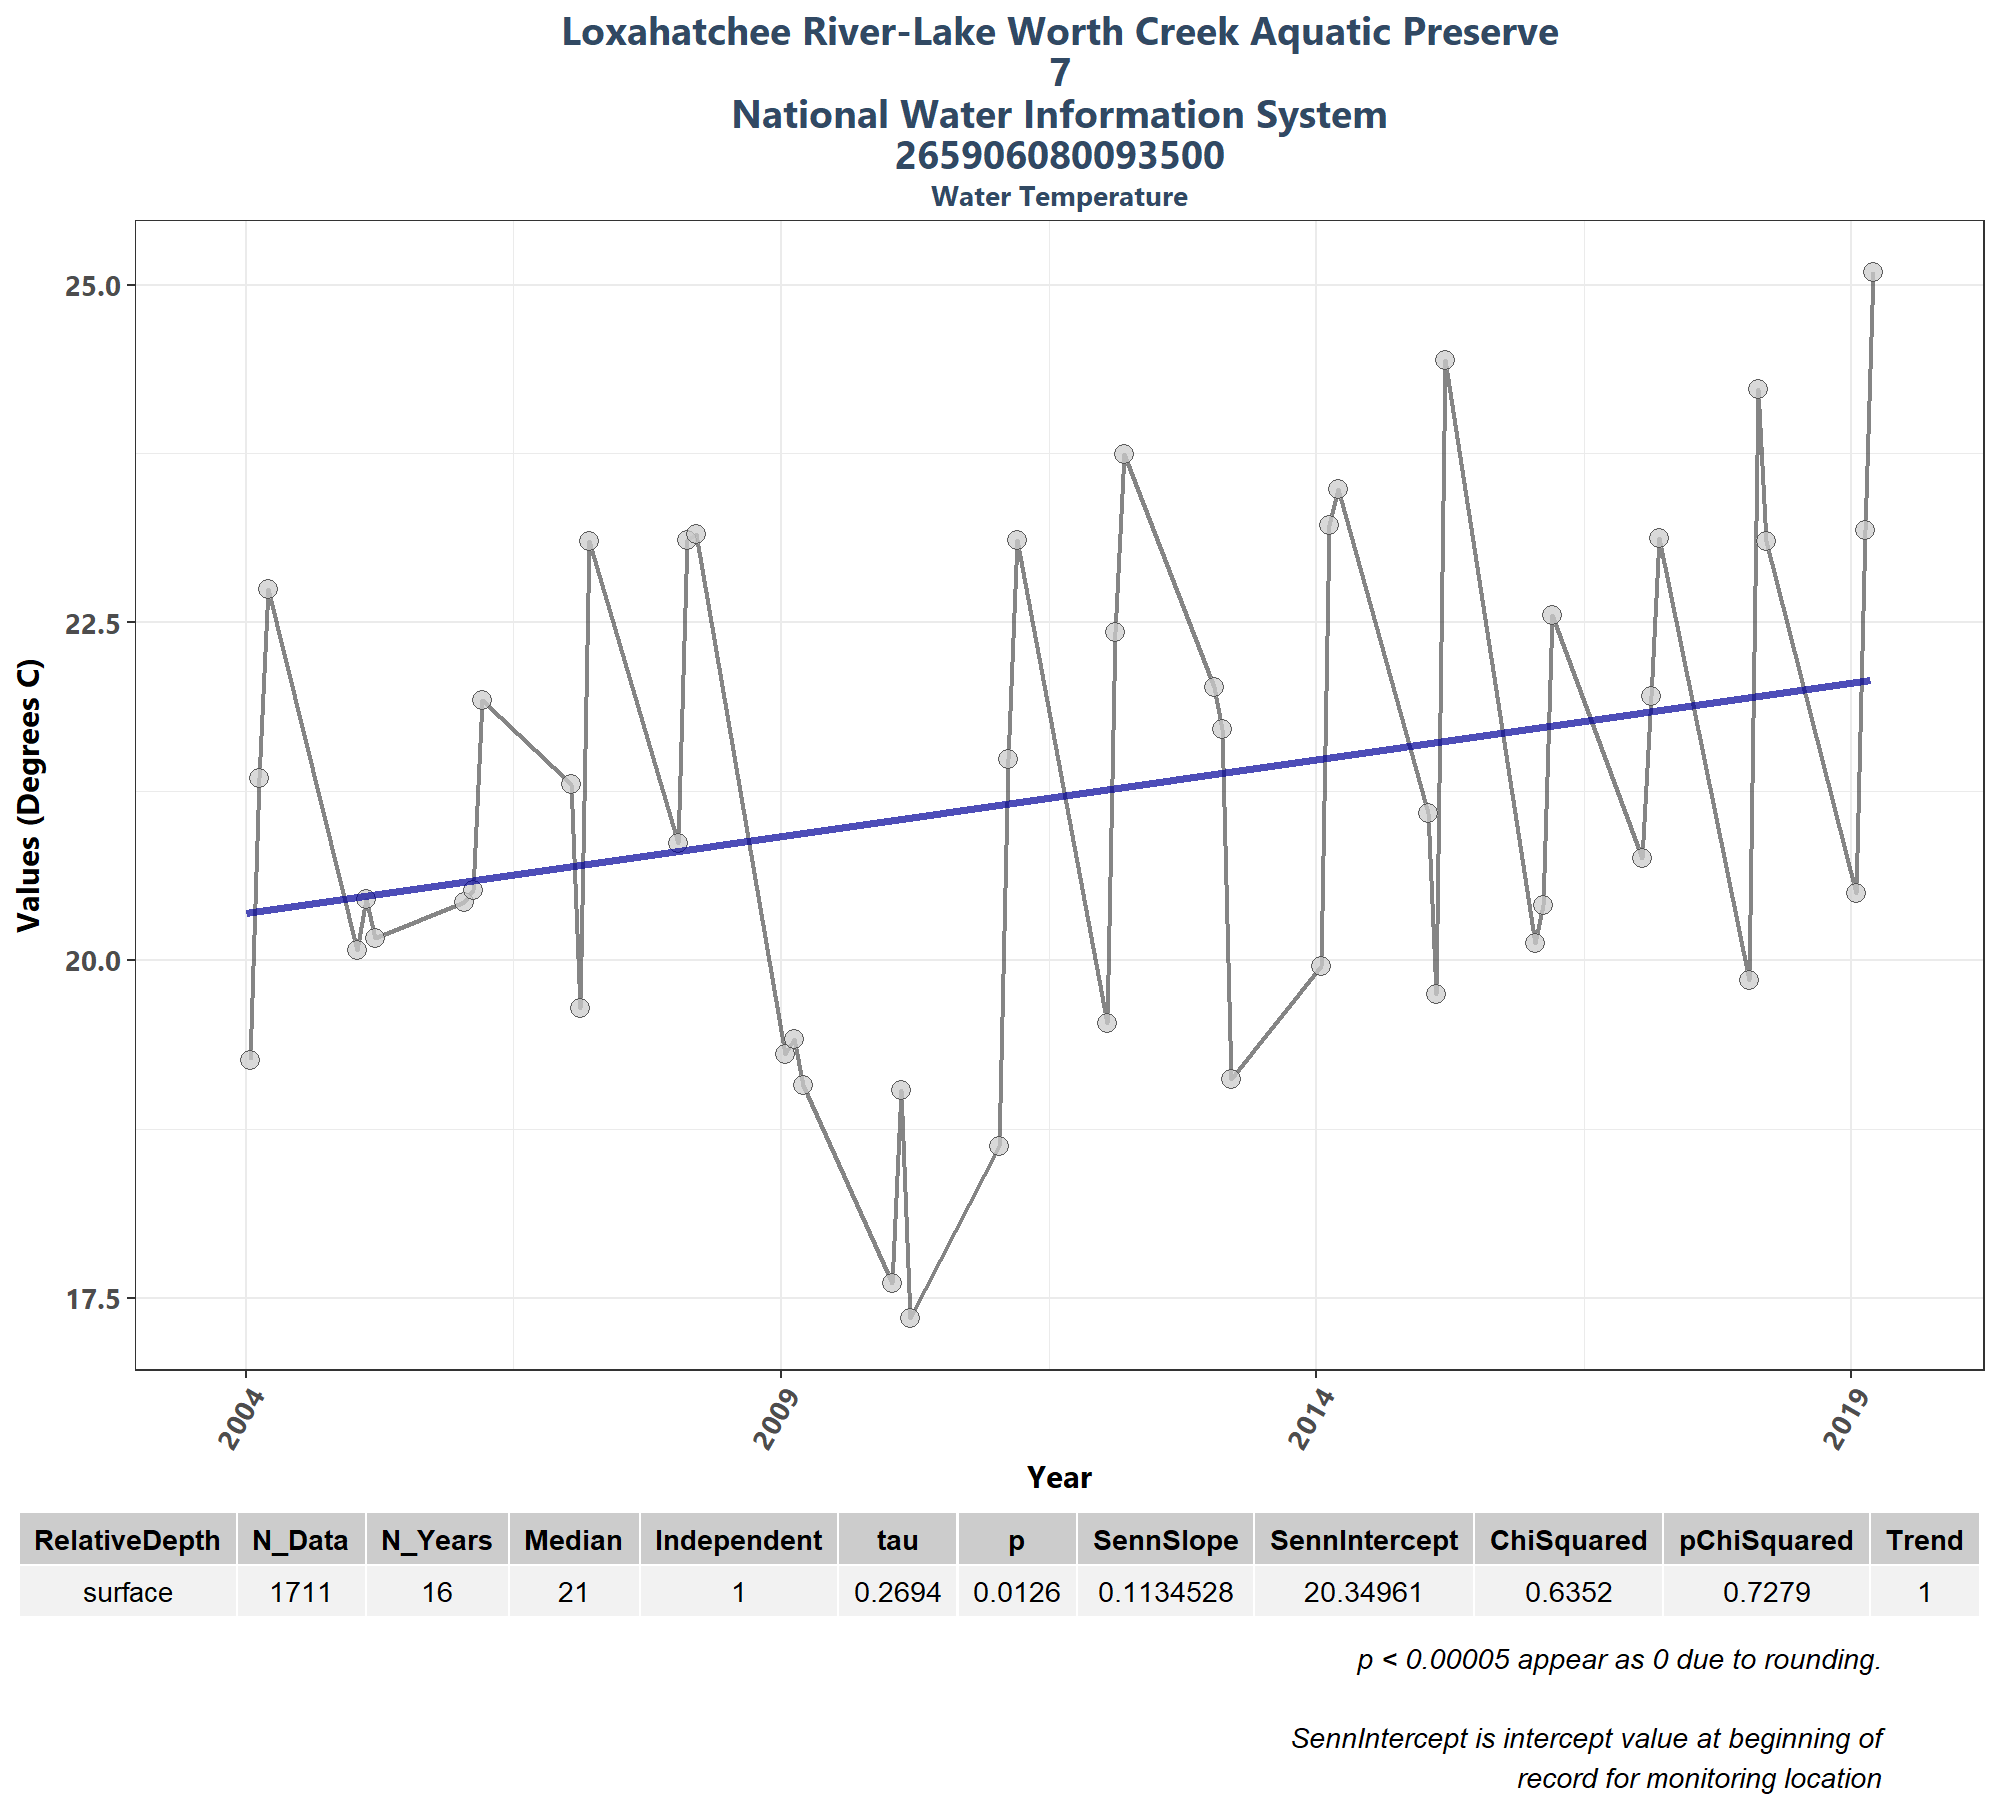 Loxahatchee River-Lake Worth Creek Aquatic Preserve
7
National Water Information System
265906080093500
Water Temperature
25.0
22.5
20.0
17.5
Values (Degrees C)
2004 2009 2014 2019
Year
RelativeDepth N_Data N_Years Median Independent tau p SennSlope SennIntercept ChiSquared pChiSquared Trend
surface 1711 16 21 1 0.2694 0.0126 0.1134528 20.34961 0.6352 0.7279 1
p < 0.00005 appear as 0 due to rounding.
SennIntercept is intercept value at beginning of
record for monitoring location